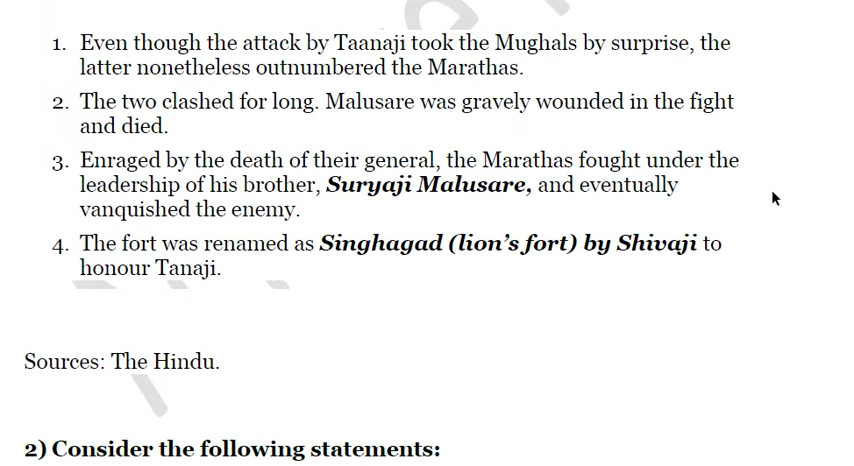 1. Even though the attack by Taanaji took the Mughals by surprise, the
latter nonetheless outnumbered the Marathas.
2. The two clashed for long. Malusare was gravely wounded in the fight
and died.
3. Enraged by the death of their general, the Marathas fought under the
leadership of his brother, Suryaji Malusare, and eventually
vanquished the enemy.
4. The fort was renamed as Singhagad (lion's fort) by Shivaji to
honour Tanaji.
Sources: The Hindu.
2) Consider the following statements: